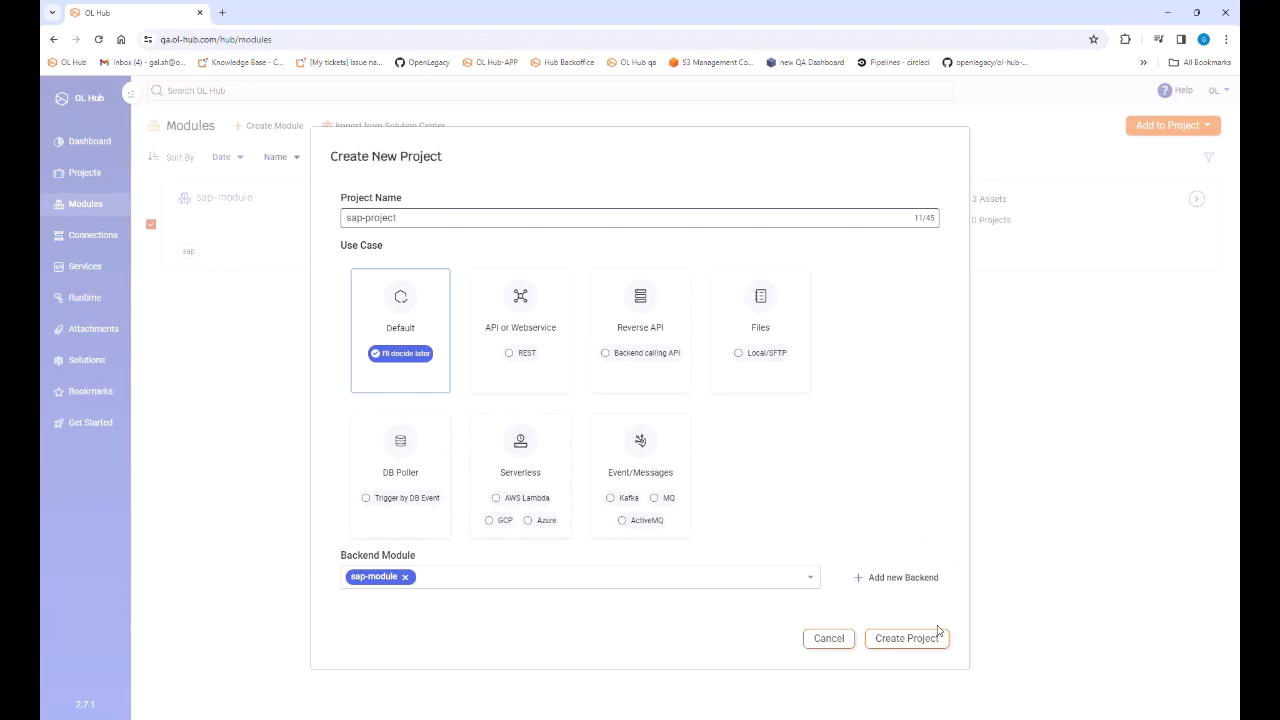 OL Hub
qa.ol-hub.com/hub/modules
G
OL Hub
Inbox (4) - gal.sh@o...
Knowledge Base - C...
[My tickets] Issue na...
OpenLegacy
OL Hub-APP
Hub Backoffice
OL Hub qa
S3 Management Co...
new QA Dashboard
Pipelines - circleci
openlegacy/ol-hub-...
All Bookmarks
OL Hub
Search OL Hub
Help
OL
Dashboard
Projects
Modules
Connections
Services
Runtime
Attachments
Solutions
Bookmarks
Get Started
2.7.1
Modules
Create Module
Import from Solution Center
Add to Project
Sort By
Date
Name
sap-module
sap
3 Assets
0 Projects
Create New Project
Project Name
sap-project
11/45
Use Case
Default
I'll decide later
API or Webservice
REST
Reverse API
Backend calling API
Files
Local/SFTP
DB Poller
Trigger by DB Event
Serverless
AWS Lambda
GCP
Azure
Event/Messages
Kafka
MQ
ActiveMQ
Backend Module
sap-module
Add new Backend
Cancel
Create Project